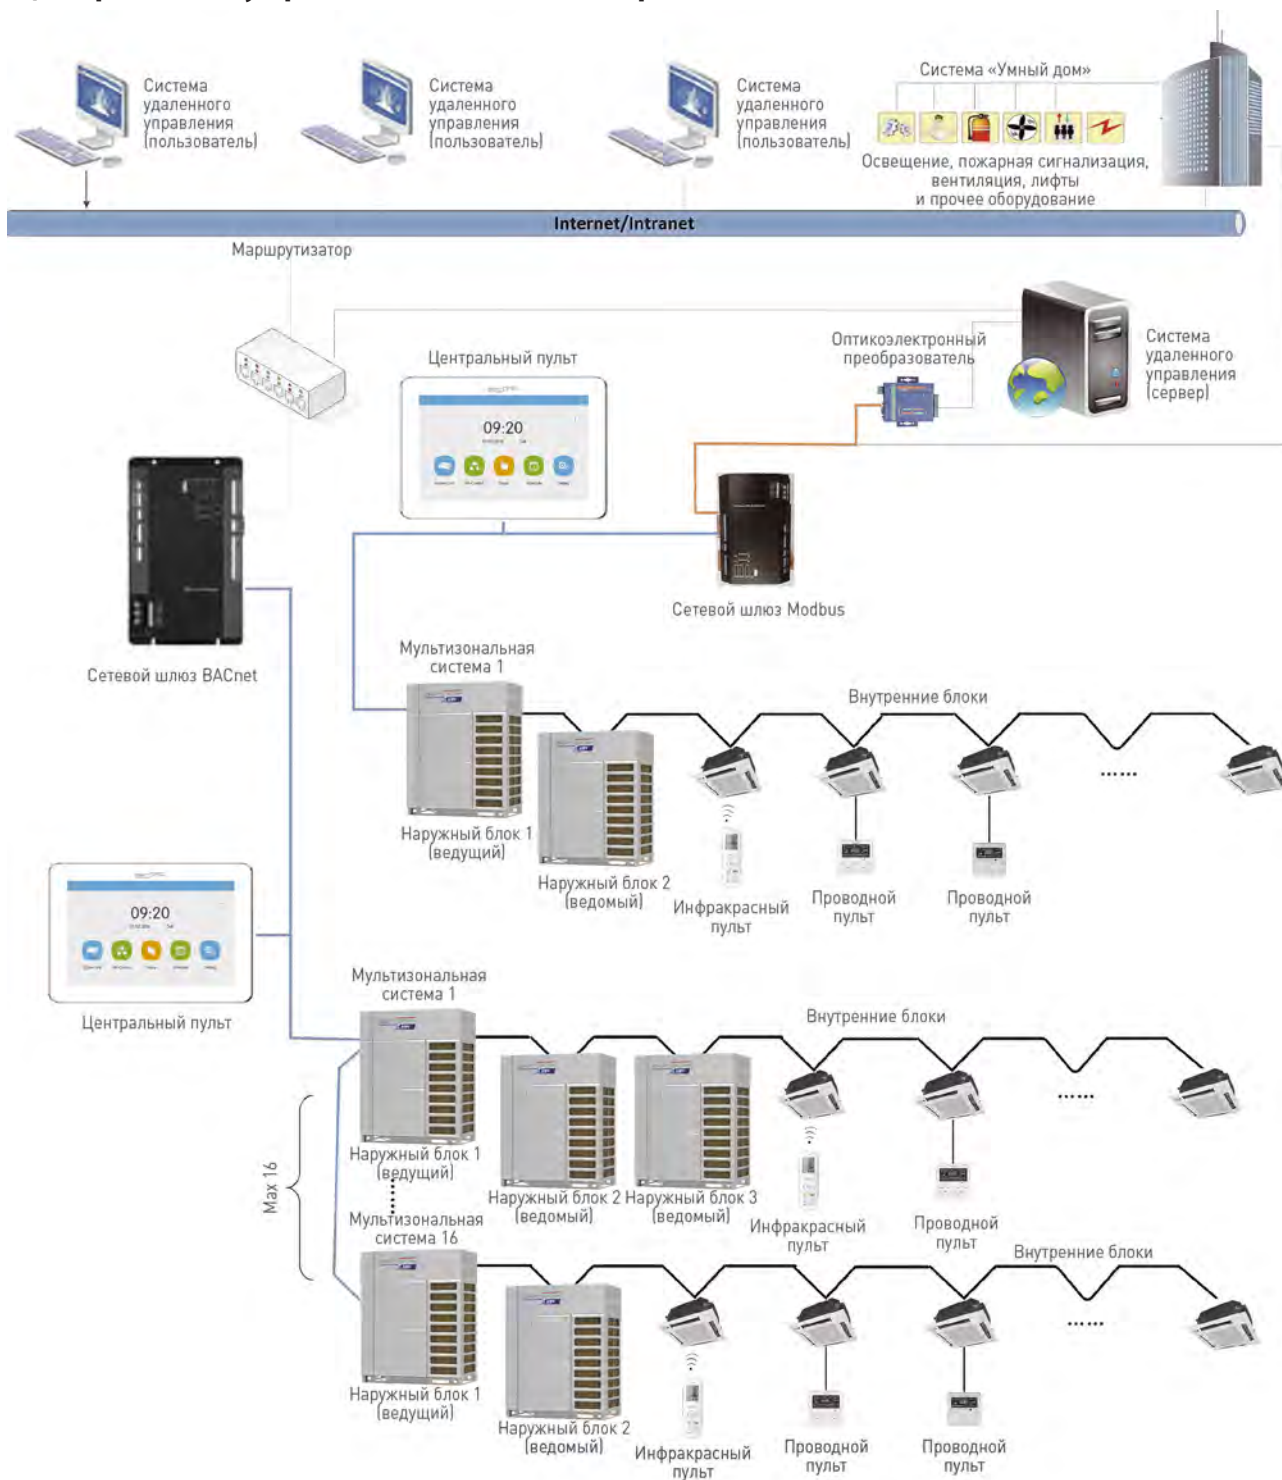 Система
удаленного
управления
(пользователь)
Система
удаленного
управления
(пользователь)
Система
удаленного
управления
(пользователь)
Система «Умный дом»
Освещение, пожарная сигнализация,
вентиляция, лифты
и прочее оборудование
Internet/Intranet
Маршрутизатор
Центральный пульт
Оптикоэлектронный
преобразователь
Система
удаленного
управления
(сервер)
09:20
Сетевой шлюз Modbus
Сетевой шлюз BACnet
Мультизональная
система 1
Внутренние блоки
......
Наружный блок 1
(ведущий)
Наружный блок 2
(ведомый)
Инфракрасный
пульт
Проводной
пульт
Проводной
пульт
09:20
Центральный пульт
Мультизональная
система 1
Внутренние блоки
......
Max 16
Наружный блок 1
(ведущий)
Наружный блок 2
(ведомый)
Наружный блок 3
(ведомый)
Инфракрасный
пульт
Проводной
пульт
Мультизональная
система 16
Внутренние блоки
......
Наружный блок 1
(ведущий)
Наружный блок 2
(ведомый)
Инфракрасный
пульт
Проводной
пульт
Проводной
пульт